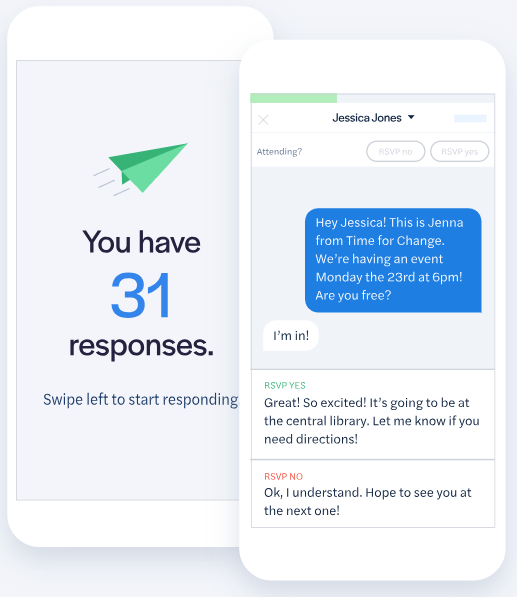 You have
31
responses.
Swipe left to start responding
Jessica Jones
Attending?
RSVP no
RSVP yes
Hey Jessica! This is Jenna
from Time for Change.
We’re having an event
Monday the 23rd at 6pm!
Are you free?
I’m in!
RSVP YES
Great! So excited! It’s going to be at
the central library. Let me know if you
need directions!
RSVP NO
Ok, I understand. Hope to see you at
the next one!